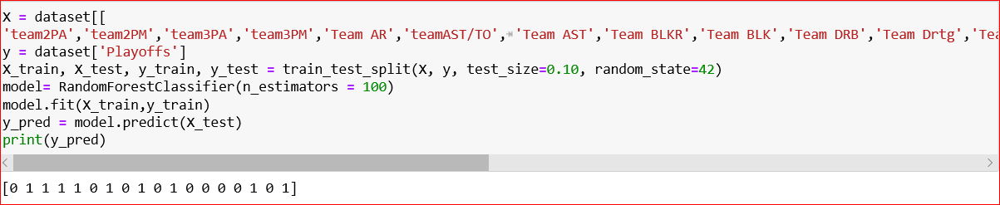 X = dataset[[
'team2PA','team2PM','team3PA','team3PM','Team AR','teamAST/TO', 'Team AST','Team BLKR','Team BLK','Team DRB','Team Drtg','Tea
y = dataset['Playoffs']
X_train, X_test, y_train, y_test = train_test_split(X, y, test_size=0.10, random_state=42)
model= RandomForestClassifier(n_estimators = 100)
model.fit(X_train,y_train)
y_pred = model.predict(X_test)
print(y_pred)
[0 1 1 1 1 0 1 0 1 0 1 0 0 0 0 1 0 1]